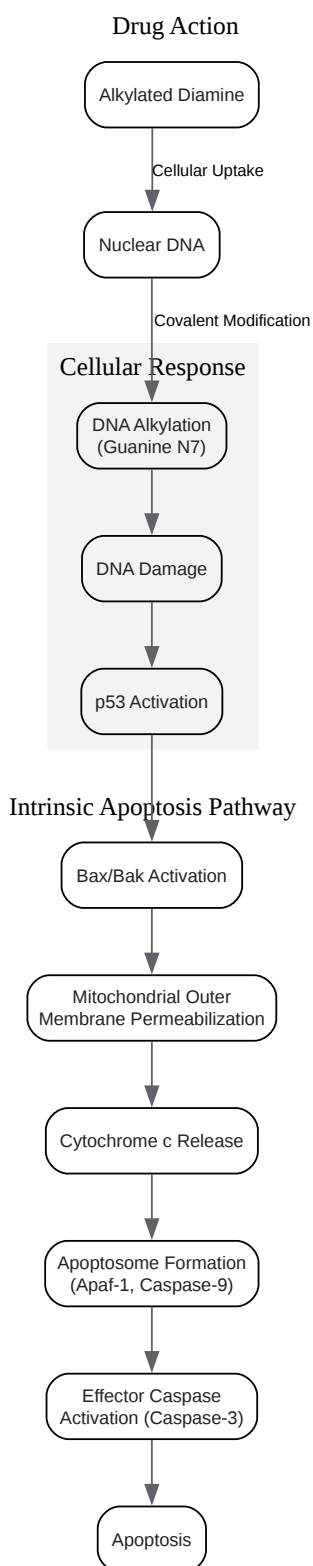 Drug Action
Alkylated Diamine
Cellular Uptake
Nuclear DNA
Covalent Modification
Cellular Response
DNA Alkylation
(Guanine N7)
DNA Damage
p53 Activation
Intrinsic Apoptosis Pathway
Bax/Bak Activation
Mitochondrial Outer
Membrane Permeabilization
Cytochrome c Release
Apoptosome Formation
(Apaf-1, Caspase-9)
Effector Caspase
Activation (Caspase-3)
Apoptosis